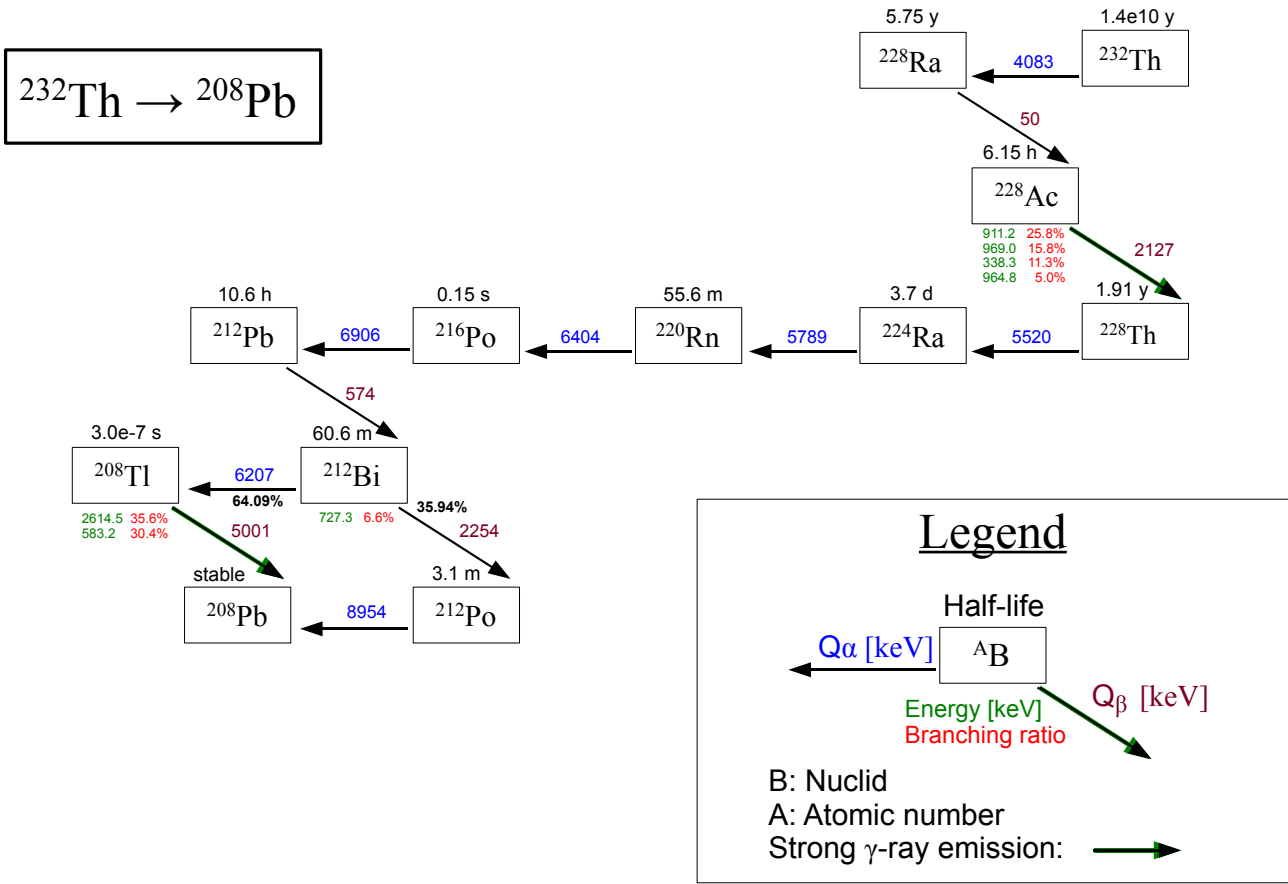 ²³²Th → ²⁰⁸Pb
5.75 y
²²⁸Ra
4083
1.4e10 y
²³²Th
50
6.15 h
²²⁸Ac
911.2 25.8%
969.0 15.8%
338.3 11.3%
964.8 5.0%
2127
1.91 y
²²⁸Th
5520
3.7 d
²²⁴Ra
5789
55.6 m
²²⁰Rn
6404
0.15 s
²¹⁶Po
6906
10.6 h
²¹²Pb
574
60.6 m
²¹²Bi
727.3 6.6%
6207
64.09%
35.94%
2254
3.0e-7 s
²⁰⁸Tl
2614.5 35.6%
583.2 30.4%
5001
stable
²⁰⁸Pb
8954
3.1 m
²¹²Po
Legend
Half-life
Qα [keV]
ᴬB
Energy [keV]
Branching ratio
Qᵦ [keV]
B: Nuclid
A: Atomic number
Strong γ-ray emission: